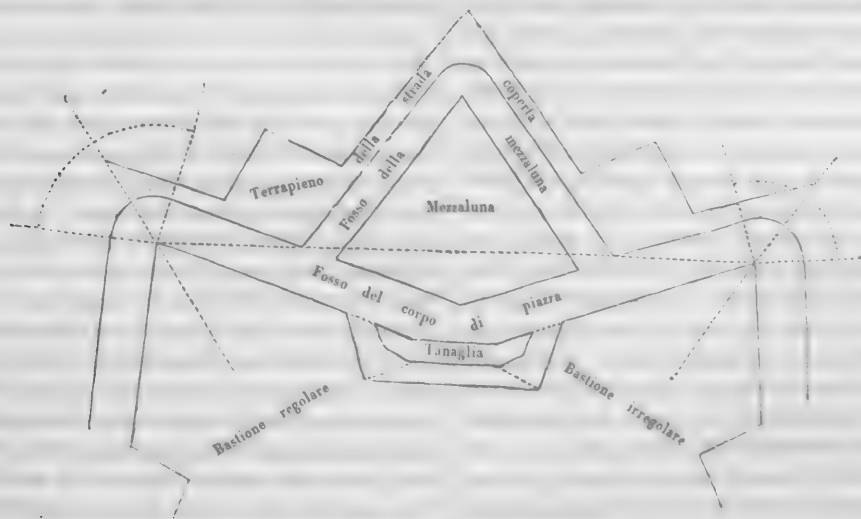 strada coperta
della
Fosso della mezzaluna
Terrapieno
Mezzaluna
Fosso del corpo di piazza
Tanaglia
Bastione regolare
Bastione irregolare